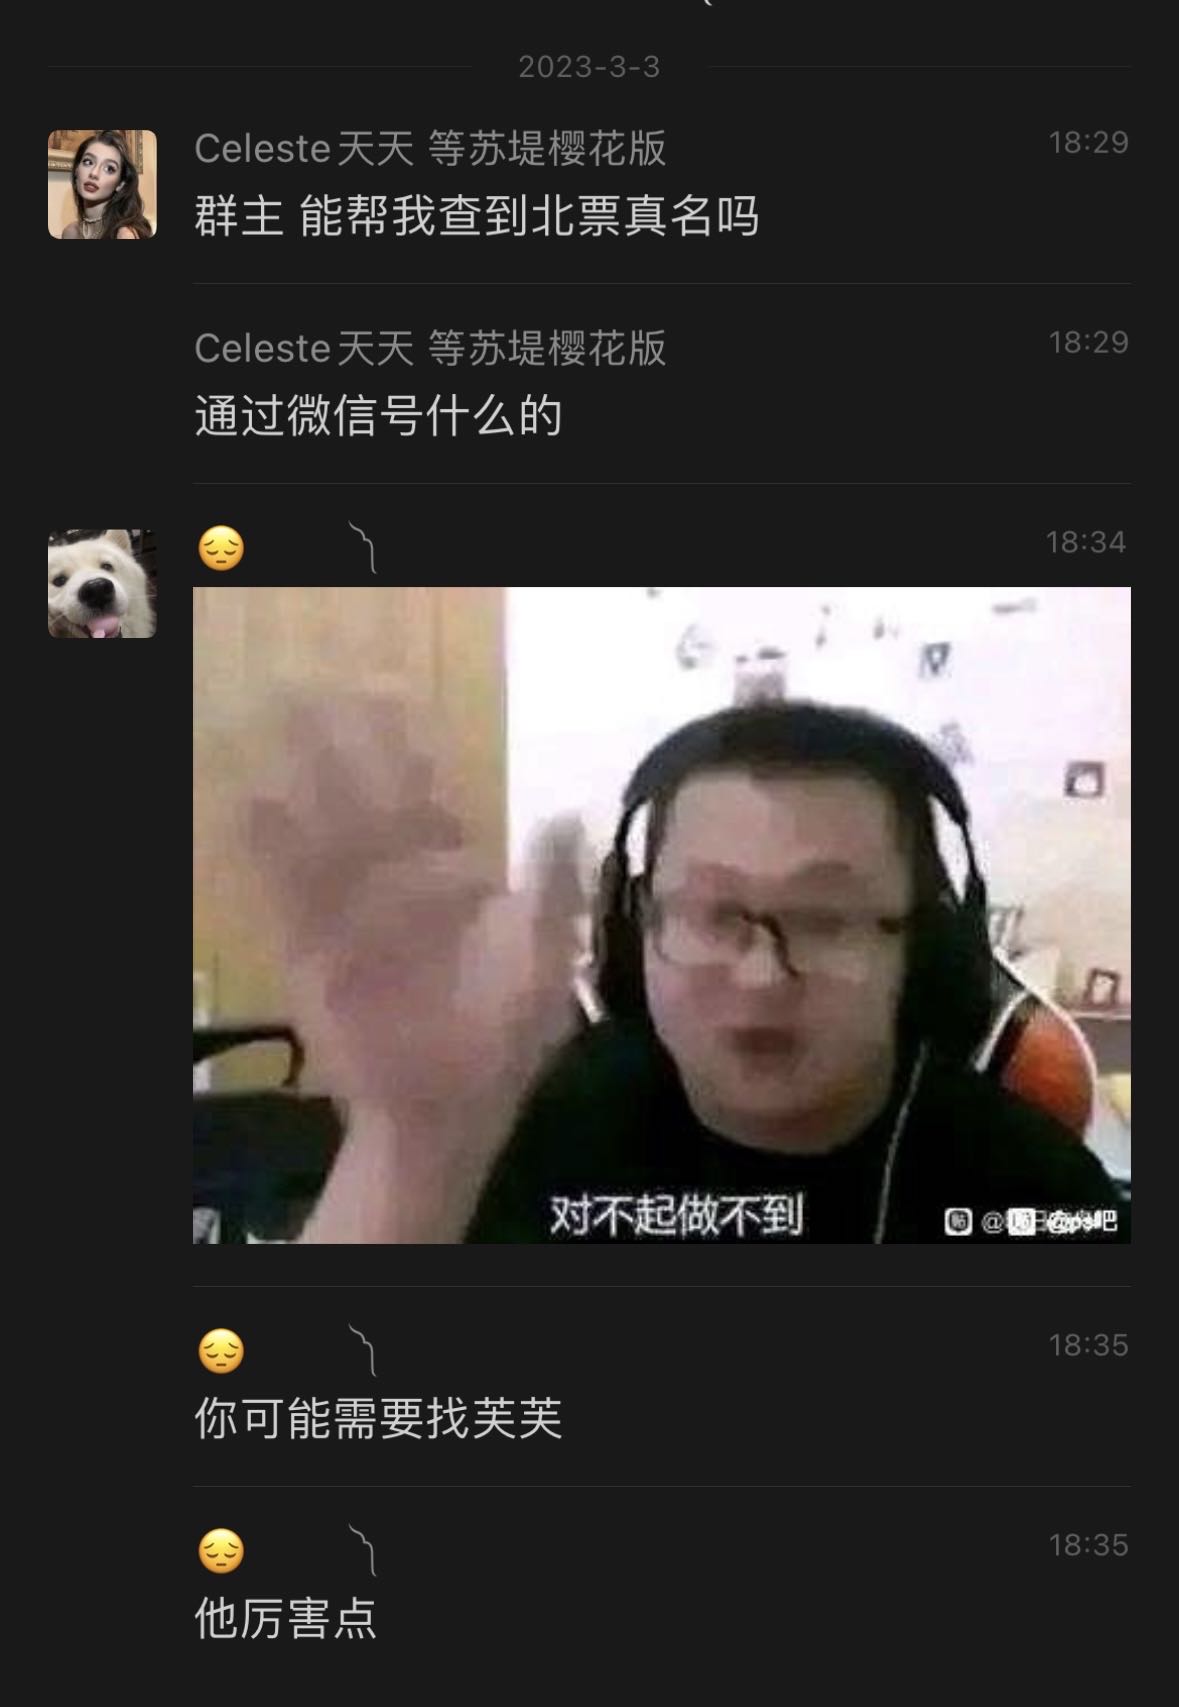 2023-3-3
Celeste天天 等苏堤樱花版
18:29
群主 能帮我查到北票真名吗
Celeste天天 等苏堤樱花版
18:29
通过微信号什么的
😔
18:34
对不起做不到
😔
18:35
你可能需要找芙芙
😔
18:35
他厉害点